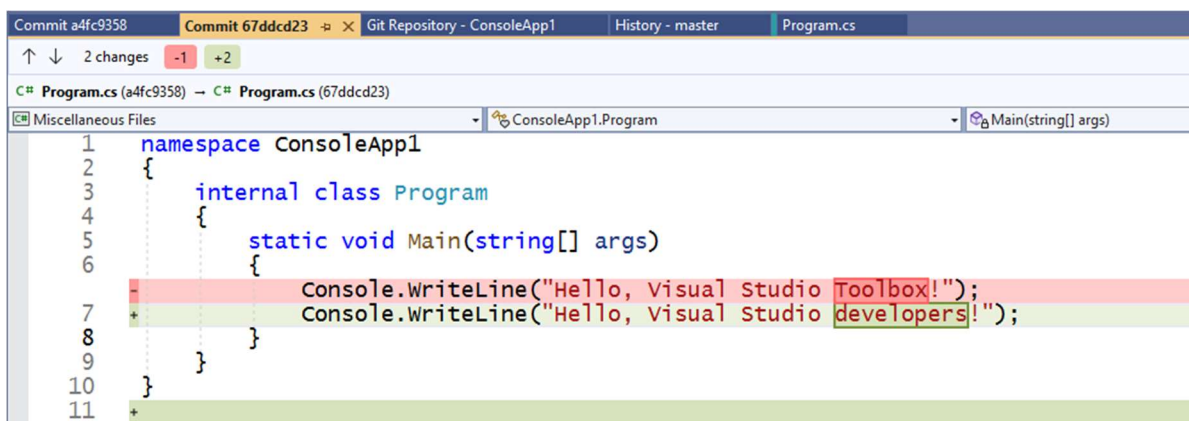 Commit a4fc9358 Commit 67ddcd23 Git Repository - ConsoleApp1 History - master Program.cs
↑ ↓ 2 changes -1 +2
C# Program.cs (a4fc9358) → C# Program.cs (67ddcd23)
C# Miscellaneous Files ConsoleApp1.Program Main(string[] args)
1 namespace ConsoleApp1
2 {
3 internal class Program
4 {
5 static void Main(string[] args)
6 {
- Console.WriteLine("Hello, Visual Studio Toolbox!");
7 + Console.WriteLine("Hello, Visual Studio developers!");
8 }
9 }
10 }
11 +